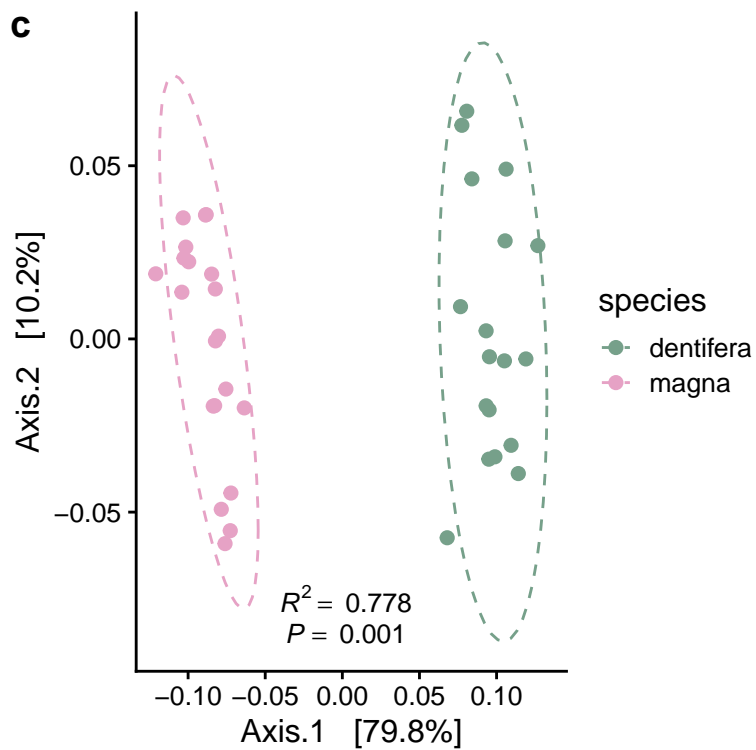 c
0.05
0.00
−0.05
Axis.2 [10.2%]
R² = 0.778
P = 0.001
−0.10 −0.05 0.00 0.05 0.10
Axis.1 [79.8%]
species
dentifera
magna